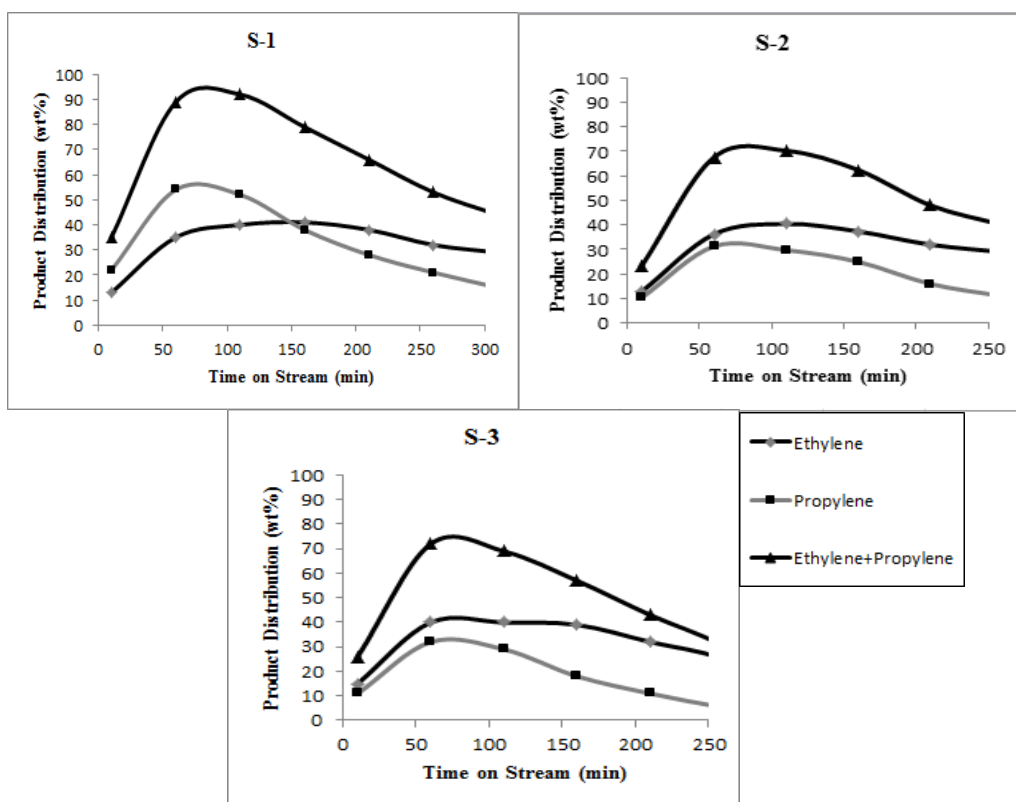 S-1
Product Distribution (wt%)
100
90
80
70
60
50
40
30
20
10
0
0 50 100 150 200 250 300
Time on Stream (min)
S-2
Product Distribution (wt%)
100
90
80
70
60
50
40
30
20
10
0
0 50 100 150 200 250
Time on Stream (min)
S-3
Product Distribution (wt%)
100
90
80
70
60
50
40
30
20
10
0
0 50 100 150 200 250
Time on Stream (min)
Ethylene
Propylene
Ethylene+Propylene